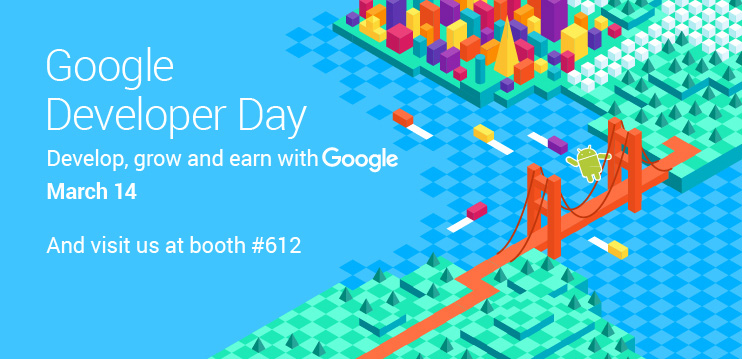 Google
Developer Day
Develop, grow and earn with Google
March 14
And visit us at booth #612